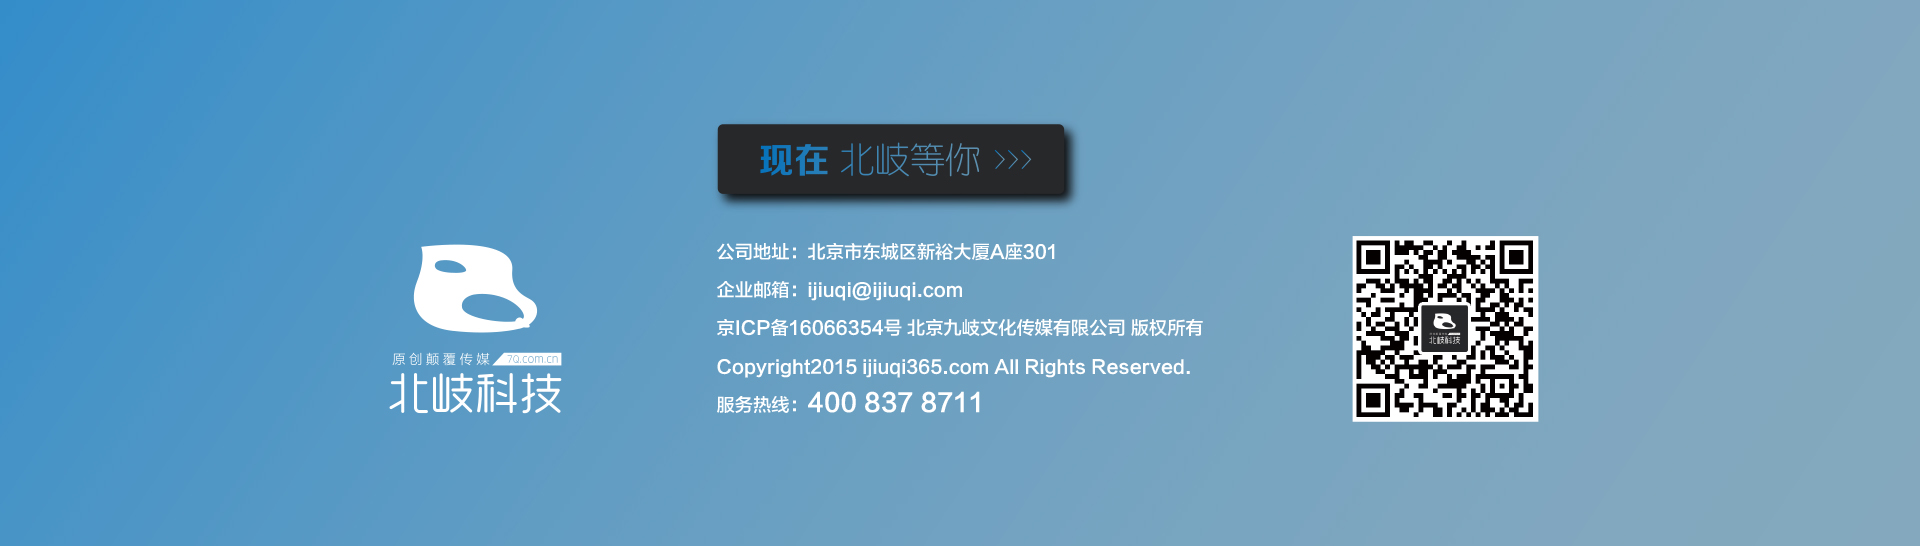 现在 北岐等你 >>>
原创颠覆传媒 7Q.com.cn
北岐科技
公司地址：北京市东城区新裕大厦A座301
企业邮箱：ijiuqi@ijiuqi.com
京ICP备16066354号 北京九岐文化传媒有限公司 版权所有
Copyright2015 ijiuqi365.com All Rights Reserved.
服务热线：400 837 8711
北岐科技